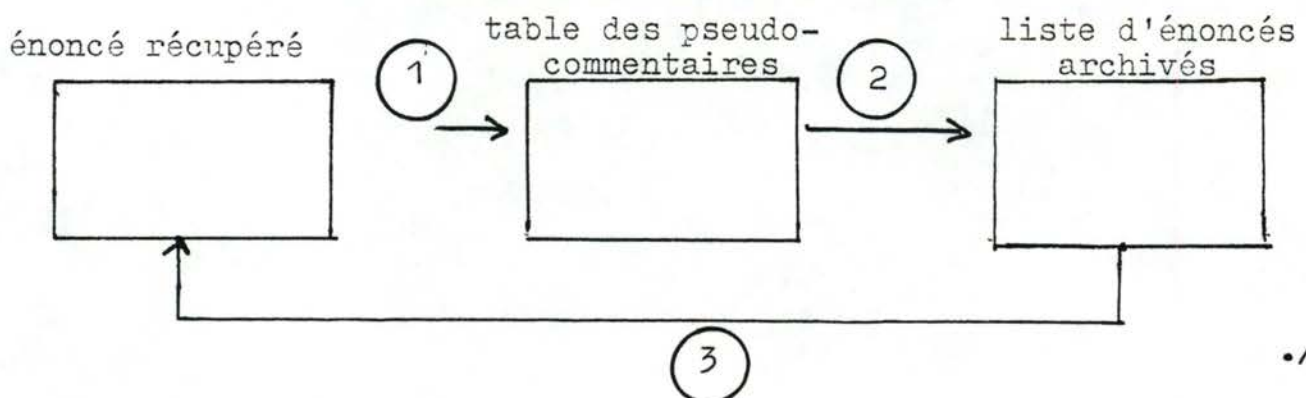 énoncé récupéré
1
table des pseudo-
commentaires
2
liste d'énoncés
archivés
3
./